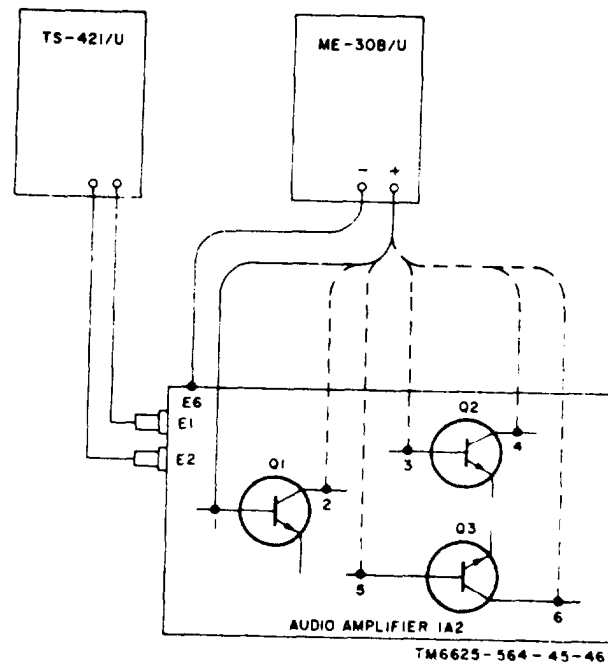 TS-421/U
ME-30B/U
- +
E6
E1
E2
Q1
2
Q2
3
4
Q3
5
6
AUDIO AMPLIFIER 1A2
TM6625-564-45-46